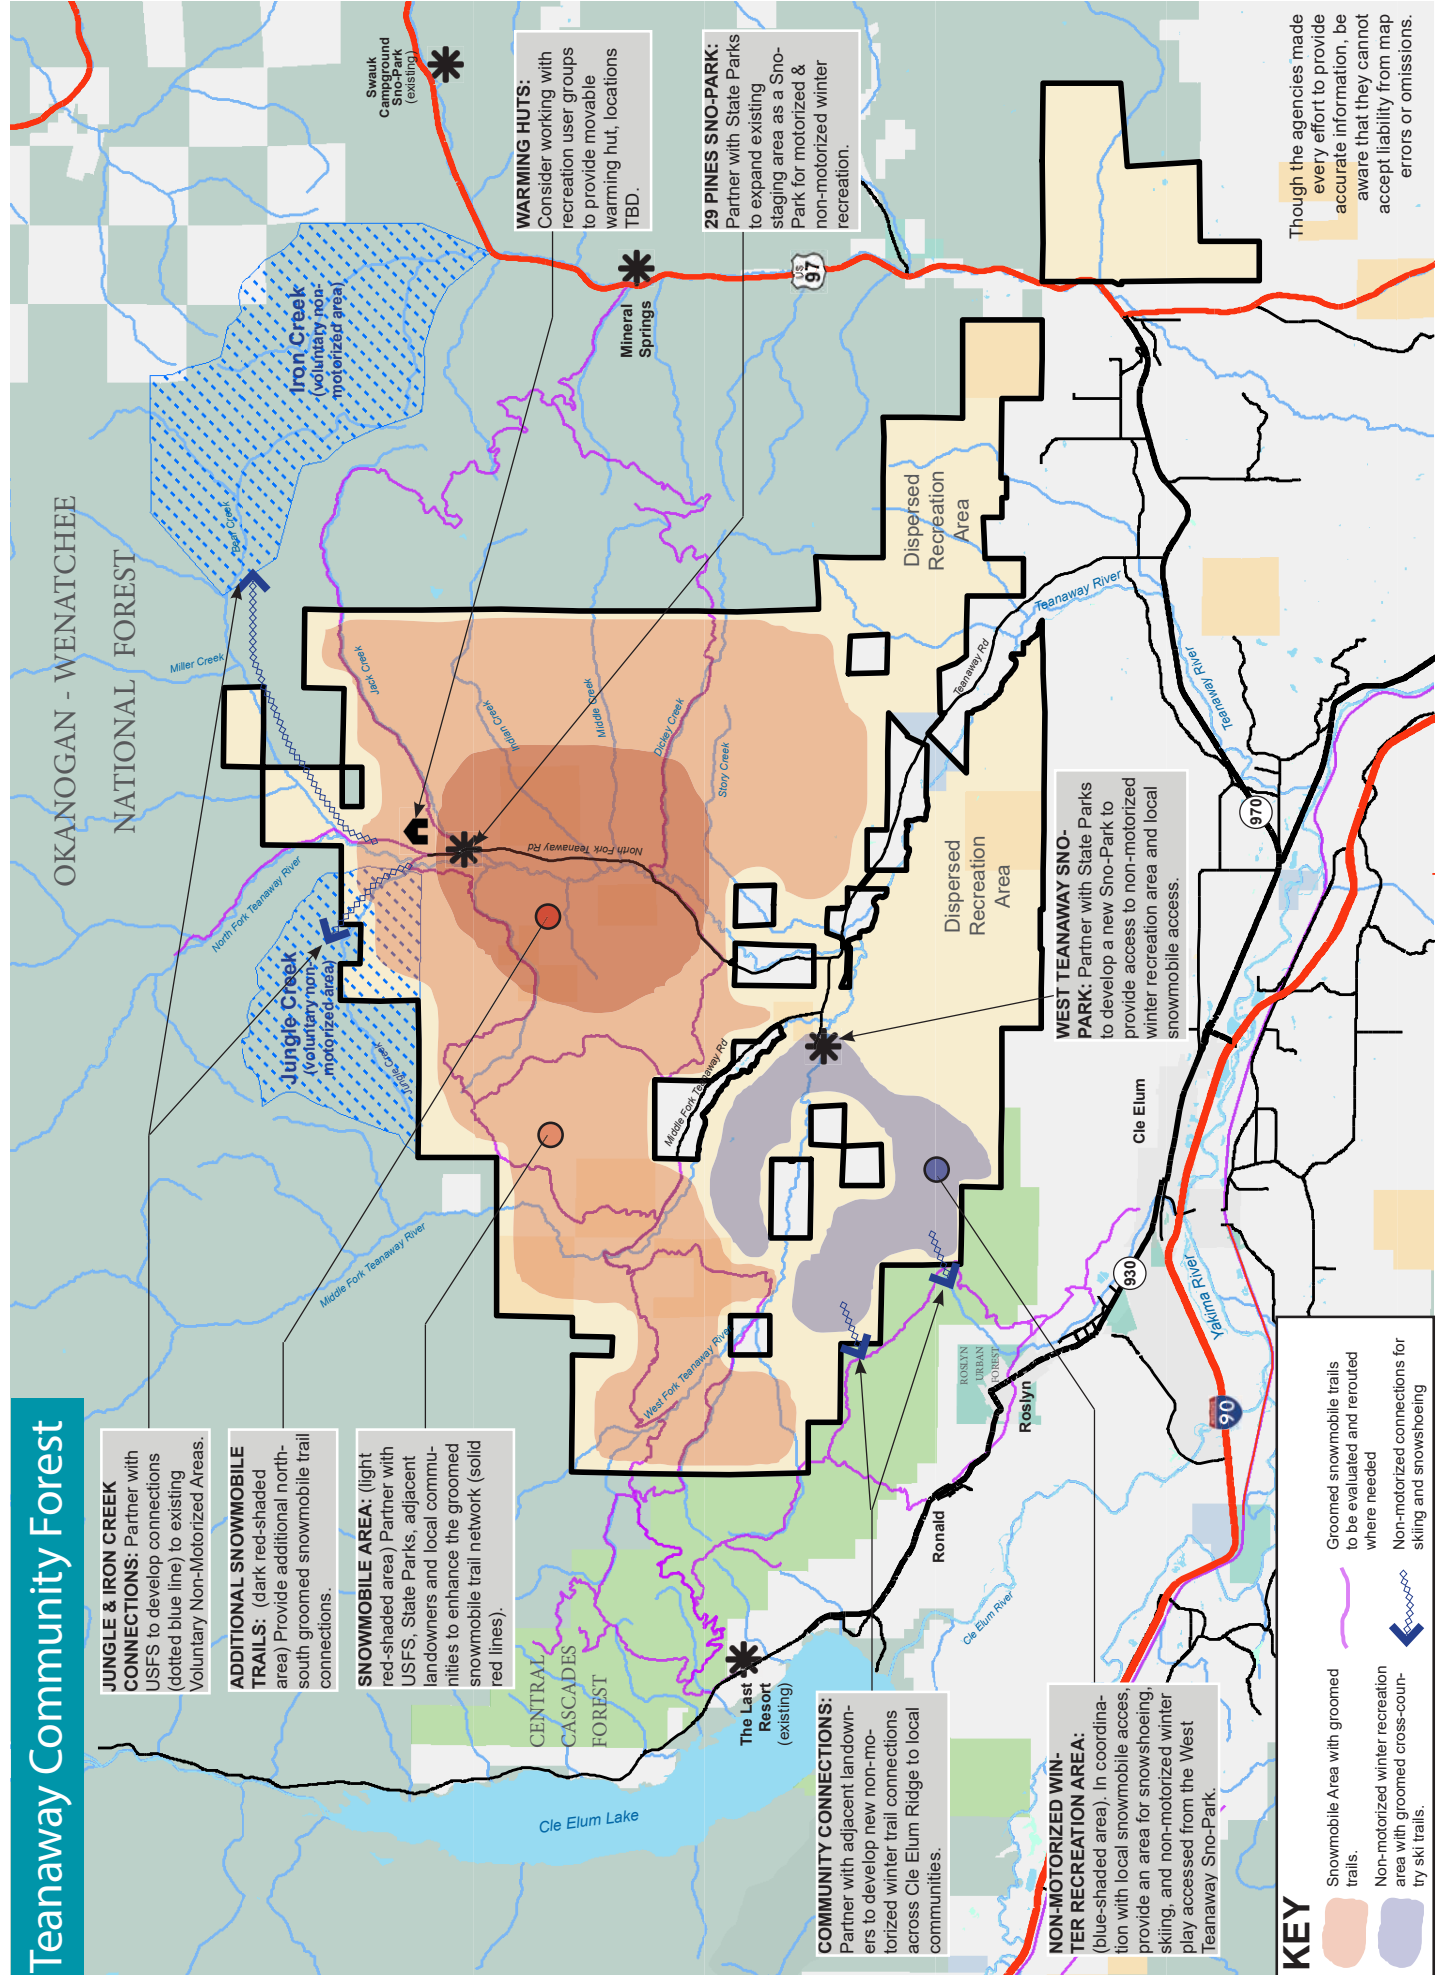 Teanaway Community Forest
JUNGLE & IRON CREEK
CONNECTIONS: Partner with
USFS to develop connections
(dotted blue line) to existing
Voluntary Non-Motorized Areas.
ADDITIONAL SNOWMOBILE
TRAILS: (dark red-shaded
area) Provide additional north-
south groomed snowmobile trail
connections.
SNOWMOBILE AREA: (light
red-shaded area) Partner with
USFS, State Parks, adjacent
landowners and local commu-
nities to enhance the groomed
snowmobile trail network (solid
red lines).
OKANOGAN - WENATCHEE
NATIONAL FOREST
Swauk
Campground
Sno-Park
(existing)
WARMING HUTS:
Consider working with
recreation user groups
to provide movable
warming hut, locations
TBD.
29 PINES SNO-PARK:
Partner with State Parks
to expand existing
staging area as a Sno-
Park for motorized &
non-motorized winter
recreation.
Iron Creek
(voluntary non-
motorized area)
Jungle Creek
(voluntary non-
motorized area)
Bear Creek
Miller Creek
North Fork Teanaway River
Jungle Creek
Jack Creek
Middle Fork Teanaway River
Indian Creek
Middle Creek
Dickey Creek
Story Creek
North Fork Teanaway Rd
Middle Fork Teanaway Rd
West Fork Teanaway River
Mineral
Springs
US
97
Dispersed
Recreation
Area
Dispersed
Recreation
Area
Teanaway Rd
Teanaway River
Teanaway River
Teanaway River
970
WEST TEANAWAY SNO-
PARK: Partner with State Parks
to develop a new Sno-Park to
provide access to non-motorized
winter recreation area and local
snowmobile access.
CENTRAL
CASCADES
FOREST
The Last
Resort
(existing)
Cle Elum Lake
Ronald
Roslyn
ROSLYN
URBAN
FOREST
Cle Elum
930
Yakima River
Cle Elum River
90
COMMUNITY CONNECTIONS:
Partner with adjacent landown-
ers to develop new non-mo-
torized winter trail connections
across Cle Elum Ridge to local
communities.
NON-MOTORIZED WIN-
TER RECREATION AREA:
(blue-shaded area). In coordina-
tion with local snowmobile acces,
provide an area for snowshoeing,
skiing, and non-motorized winter
play accessed from the West
Teanaway Sno-Park.
Though the agencies made
every effort to provide
accurate information, be
aware that they cannot
accept liability from map
errors or omissions.
KEY
Snowmobile Area with groomed
trails.
Non-motorized winter recreation
area with groomed cross-coun-
try ski trails.
Groomed snowmobile trails
to be evaluated and rerouted
where needed
Non-motorized connections for
skiing and snowshoeing